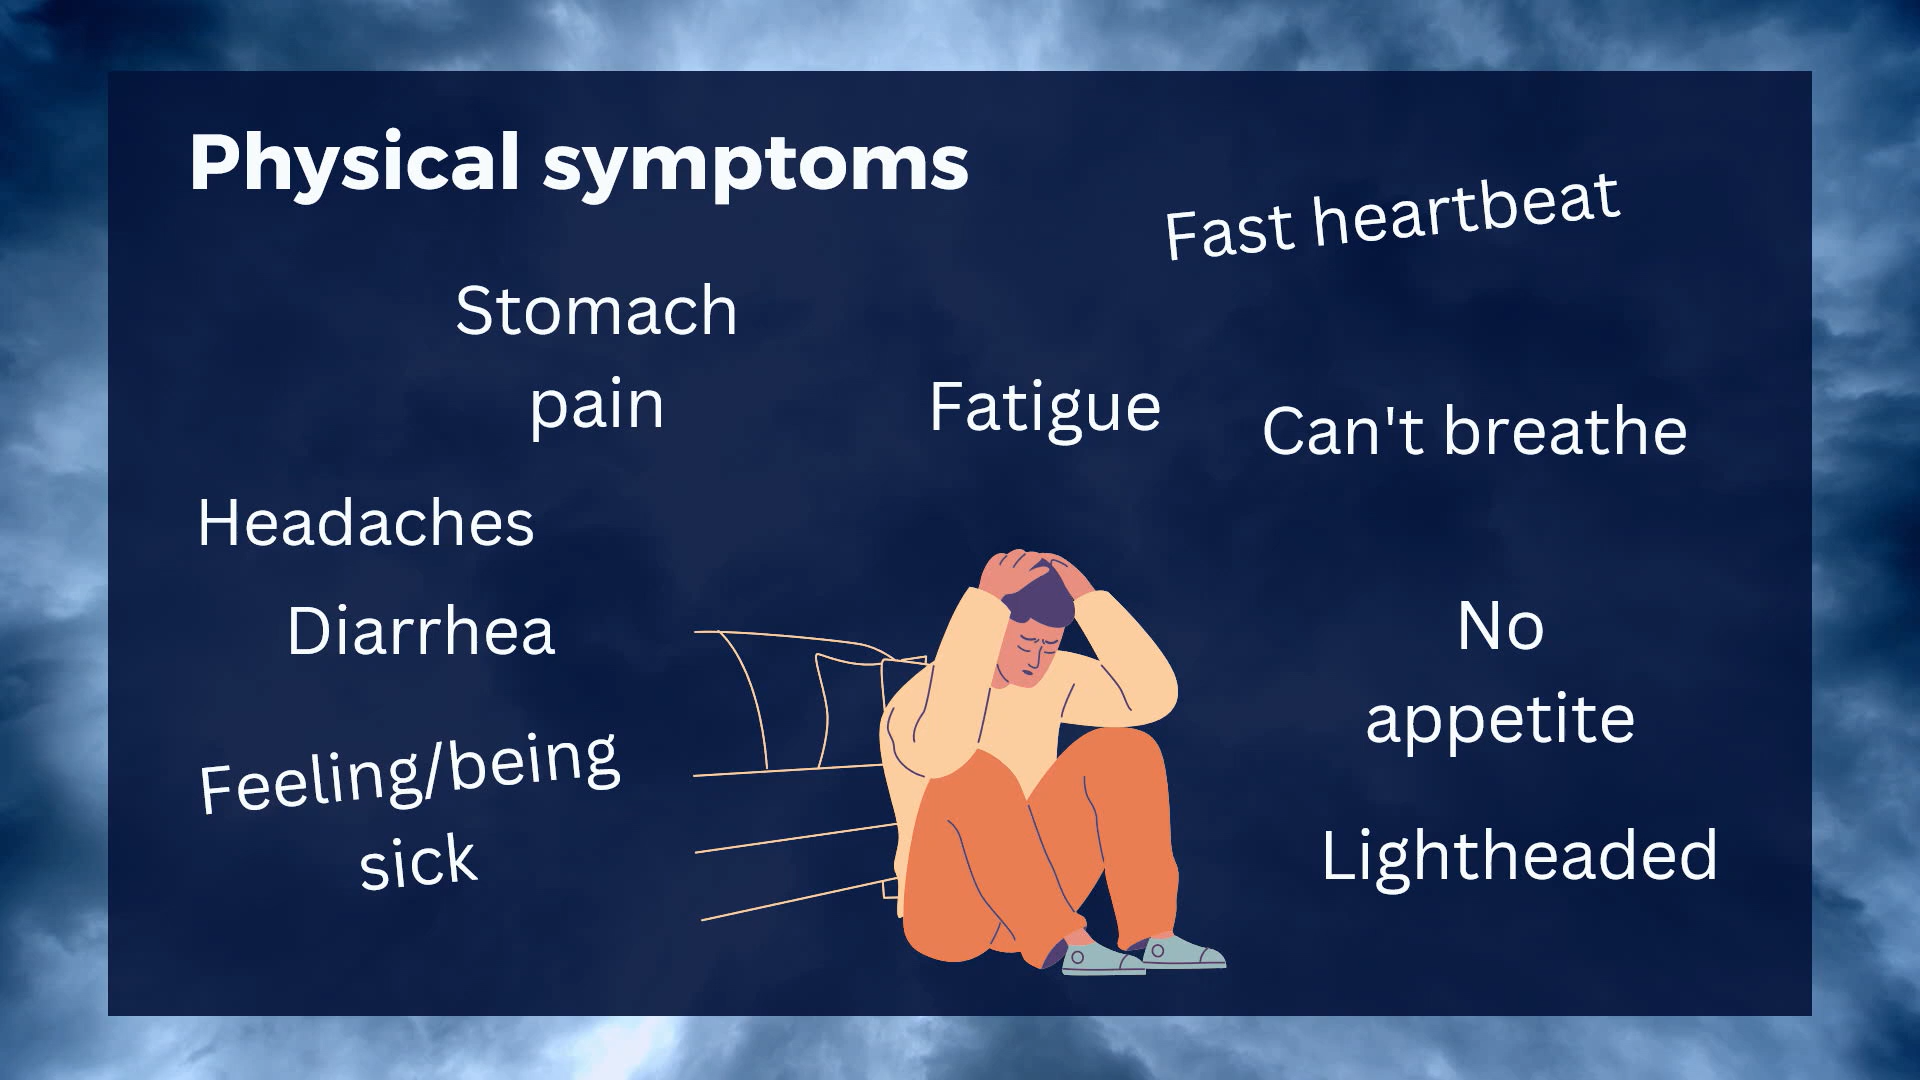 Physical symptoms
Fast heartbeat
Stomach
pain
Fatigue
Can't breathe
Headaches
Diarrhea
No
appetite
Feeling/being
sick
Lightheaded